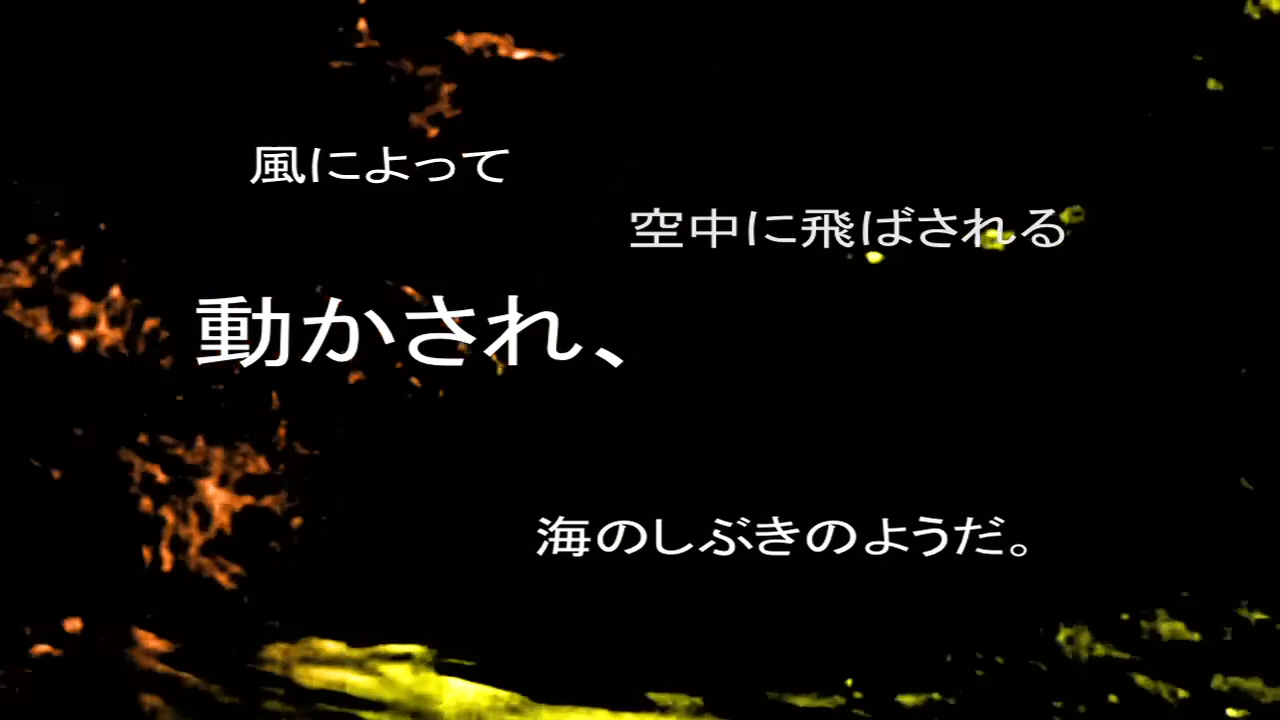 風によって
空中に飛ばされる
動かされ、
海のしぶきのようだ。